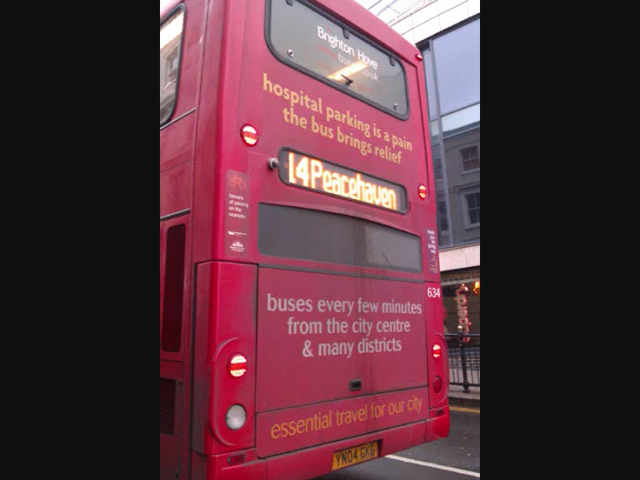 Brighton Hove
hospital parking is a pain
the bus brings relief
14 Peacehaven
634
buses every few minutes
from the city centre
& many districts
essential travel for our city